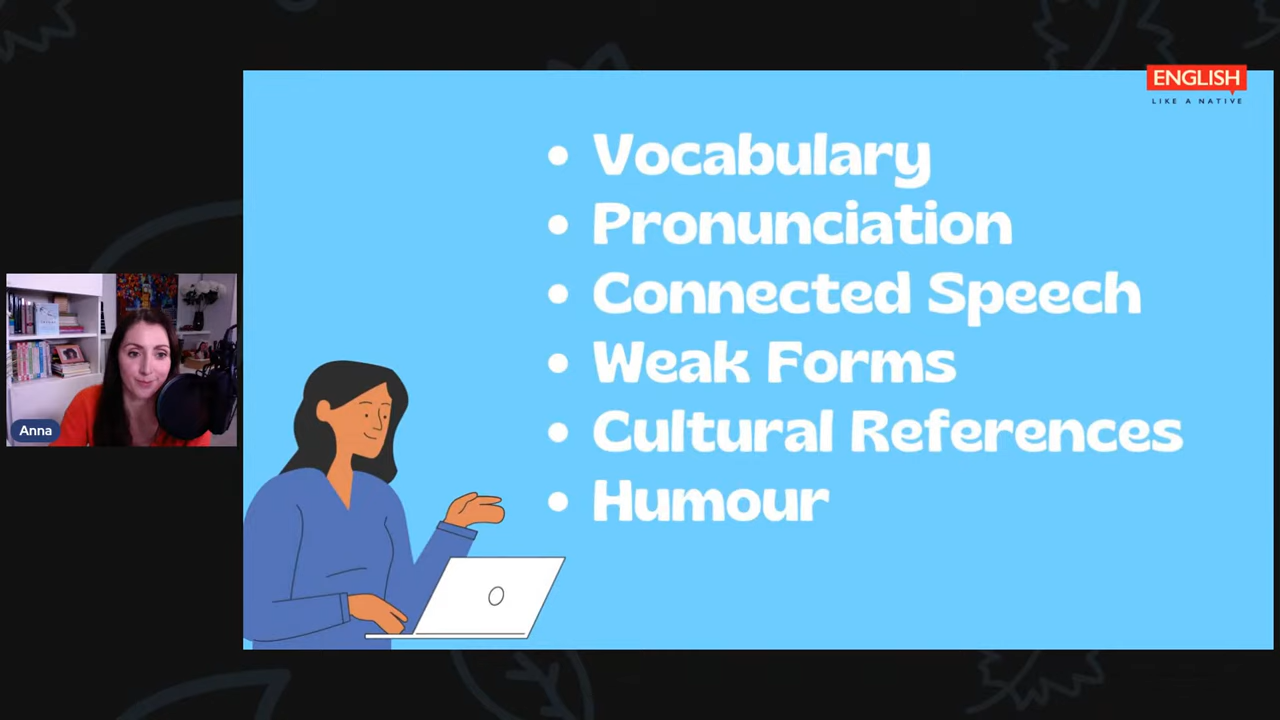 ENGLISH
LIKE A NATIVE
• Vocabulary
• Pronunciation
• Connected Speech
• Weak Forms
• Cultural References
• Humour
Anna